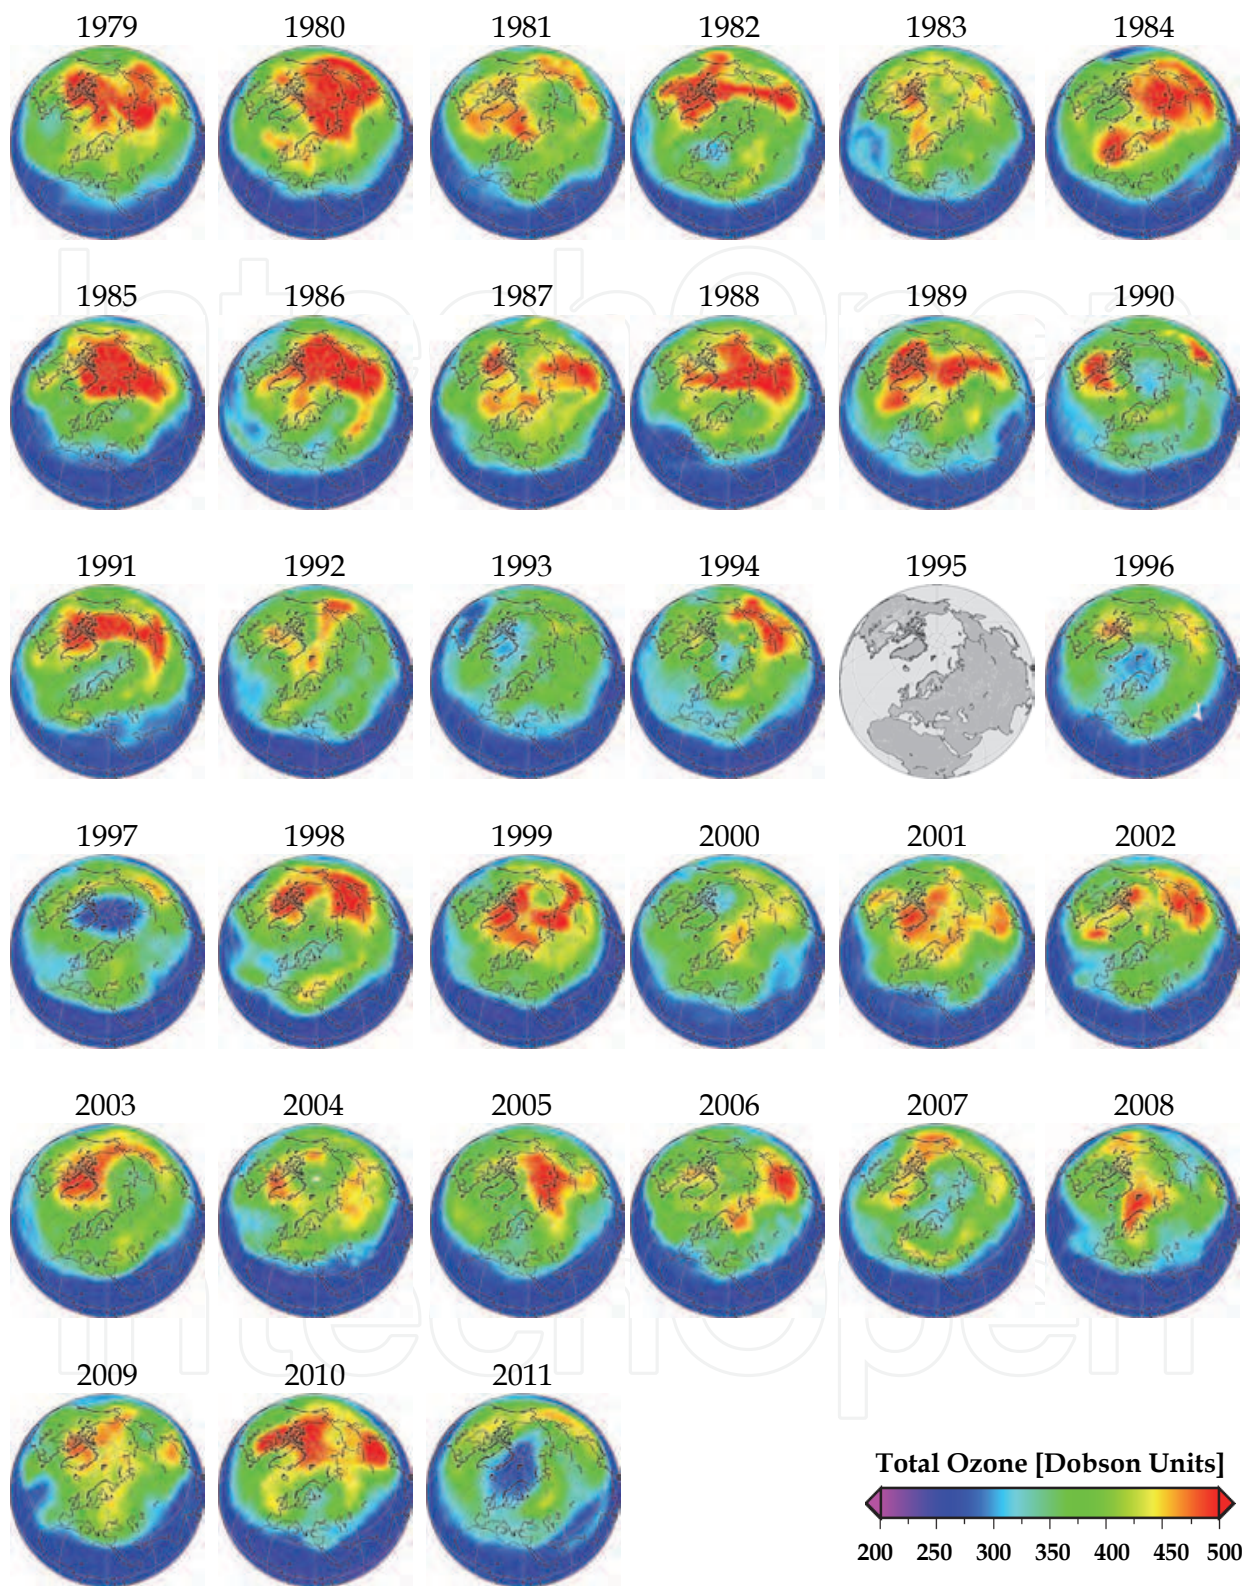 1979 1980 1981 1982 1983 1984
1985 1986 1987 1988 1989 1990
1991 1992 1993 1994 1995 1996
1997 1998 1999 2000 2001 2002
2003 2004 2005 2006 2007 2008
2009 2010 2011
Total Ozone [Dobson Units]
200 250 300 350 400 450 500
IntechOpen
intechopen